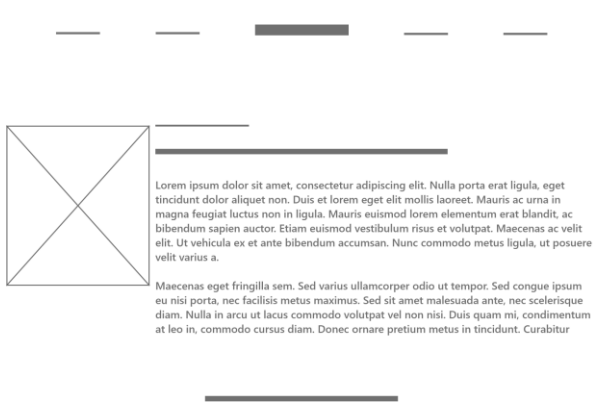 Lorem ipsum dolor sit amet, consectetur adipiscing elit. Nulla porta erat ligula, eget
tincidunt dolor aliquet non. Duis et lorem eget elit mollis laoreet. Mauris ac urna in
magna feugiat luctus non in ligula. Mauris euismod lorem elementum erat blandit, ac
bibendum sapien auctor. Etiam euismod vestibulum risus et volutpat. Maecenas ac velit
elit. Ut vehicula ex et ante bibendum accumsan. Nunc commodo metus ligula, ut posuere
velit varius a.
Maecenas eget fringilla sem. Sed varius ullamcorper odio ut tempor. Sed congue ipsum
eu nisi porta, nec facilisis metus maximus. Sed sit amet malesuada ante, nec scelerisque
diam. Nulla in arcu ut lacus commodo volutpat vel non nisi. Duis quam mi, condimentum
at leo in, commodo cursus diam. Donec ornare pretium metus in tincidunt. Curabitur